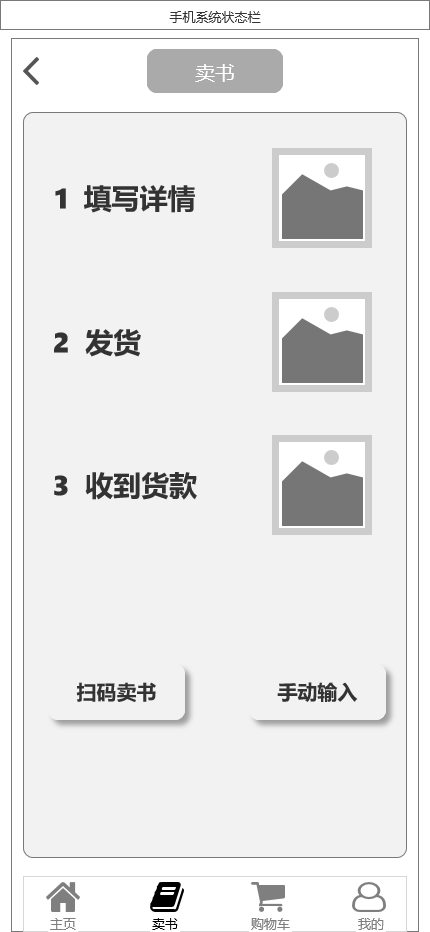 手机系统状态栏
卖书
1 填写详情
2 发货
3 收到货款
扫码卖书 手动输入
主页 卖书 购物车 我的